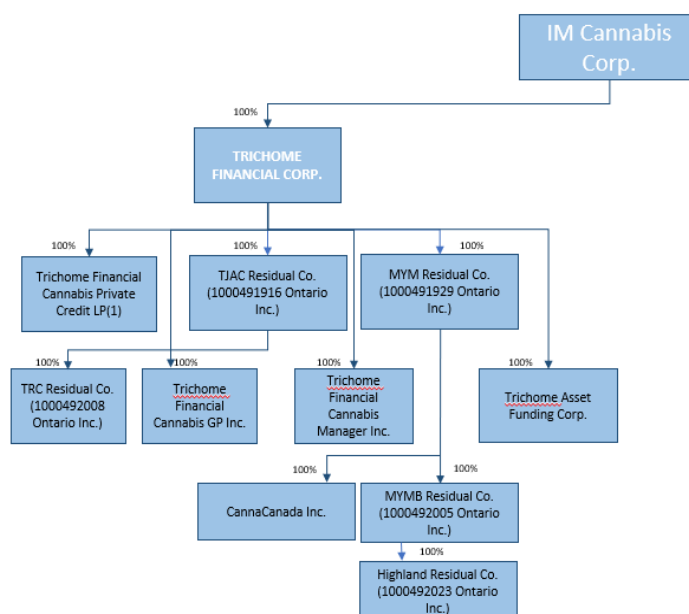 IM Cannabis
Corp.
100%
TRICHOME
FINANCIAL CORP.
100%
100%
100%
Trichome Financial
Cannabis Private
Credit LP(1)
TJAC Residual Co.
(1000491916 Ontario
Inc.)
MYM Residual Co.
(1000491929 Ontario
Inc.)
100%
100%
100%
100%
TRC Residual Co.
(1000492008
Ontario Inc.)
Trichome
Financial
Cannabis GP Inc.
Trichome
Financial
Cannabis
Manager Inc.
Trichome Asset
Funding Corp.
100%
100%
CannaCanada Inc.
MYMB Residual Co.
(1000492005 Ontario
Inc.)
100%
Highland Residual Co.
(1000492023 Ontario
Inc.)